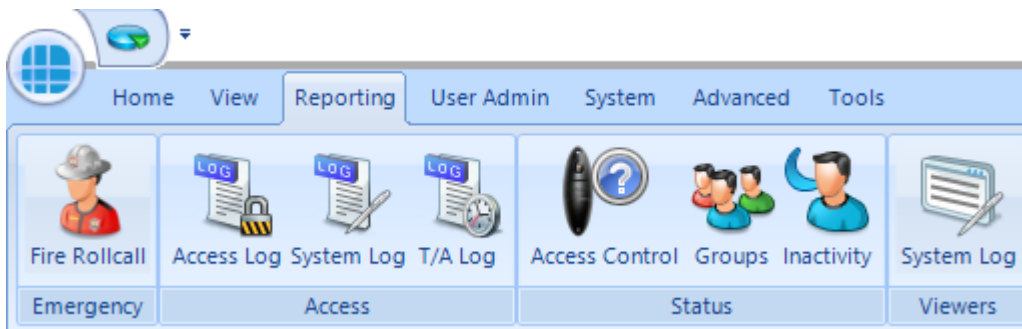 Home View Reporting User Admin System Advanced Tools
LOG LOG LOG
Fire Rollcall Access Log System Log T/A Log Access Control Groups Inactivity System Log
Emergency Access Status Viewers